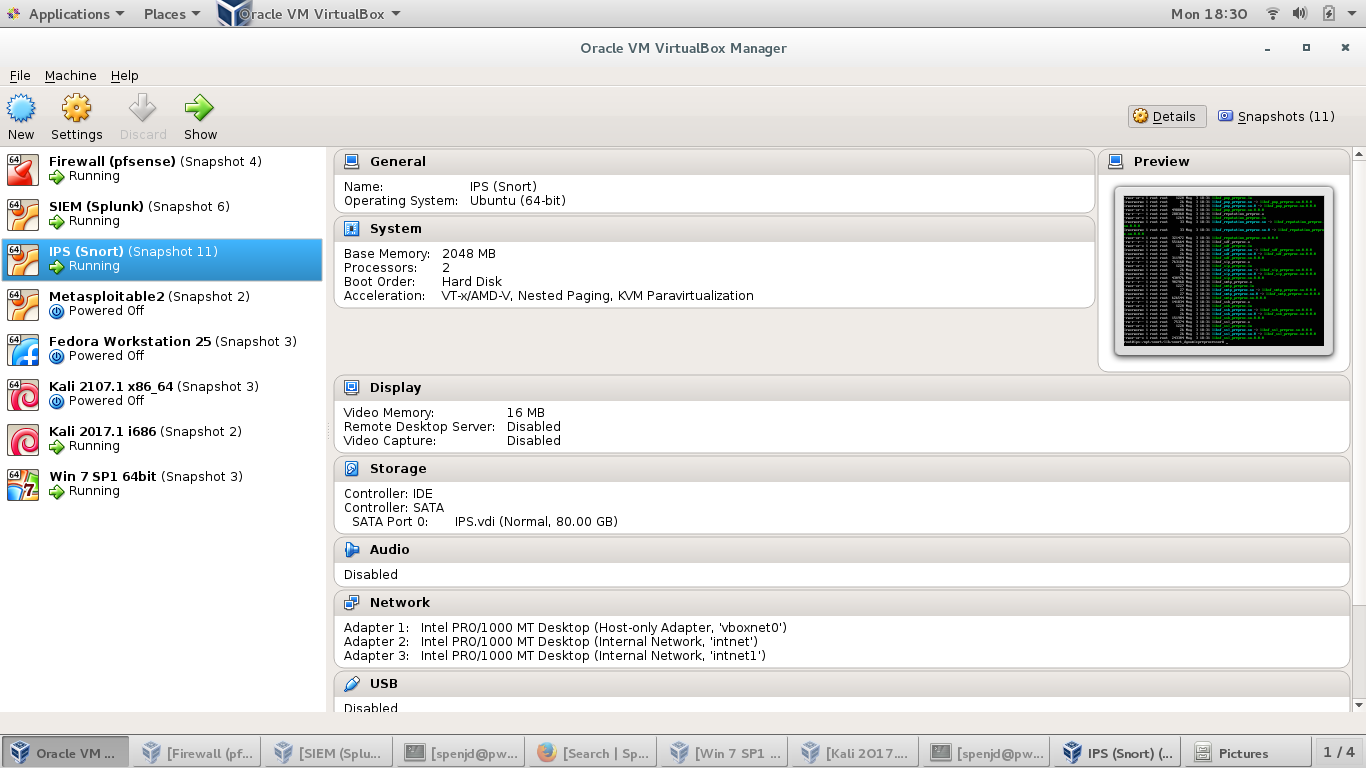 Applications Places Oracle VM VirtualBox Mon 18:30
Oracle VM VirtualBox Manager
File Machine Help
New Settings Discard Show Details Snapshots (11)
64 Firewall (pfsense) (Snapshot 4)
Running
64 SIEM (Splunk) (Snapshot 6)
Running
64 IPS (Snort) (Snapshot 11)
Running
64 Metasploitable2 (Snapshot 2)
Powered Off
64 Fedora Workstation 25 (Snapshot 3)
Powered Off
64 Kali 2107.1 x86_64 (Snapshot 3)
Powered Off
Kali 2017.1 i686 (Snapshot 2)
Running
64 Win 7 SP1 64bit (Snapshot 3)
Running
General
Name: IPS (Snort)
Operating System: Ubuntu (64-bit)
System
Base Memory: 2048 MB
Processors: 2
Boot Order: Hard Disk
Acceleration: VT-x/AMD-V, Nested Paging, KVM Paravirtualization
Preview
Display
Video Memory: 16 MB
Remote Desktop Server: Disabled
Video Capture: Disabled
Storage
Controller: IDE
Controller: SATA
SATA Port 0: IPS.vdi (Normal, 80.00 GB)
Audio
Disabled
Network
Adapter 1: Intel PRO/1000 MT Desktop (Host-only Adapter, 'vboxnet0')
Adapter 2: Intel PRO/1000 MT Desktop (Internal Network, 'intnet')
Adapter 3: Intel PRO/1000 MT Desktop (Internal Network, 'intnet1')
USB
Disabled
Oracle VM ... [Firewall (pf... [SIEM (Splu... [spenjd@pw... [Search | Sp... [Win 7 SP1 ... [Kali 2017.... [spenjd@pw... IPS (Snort) (... Pictures 1 / 4